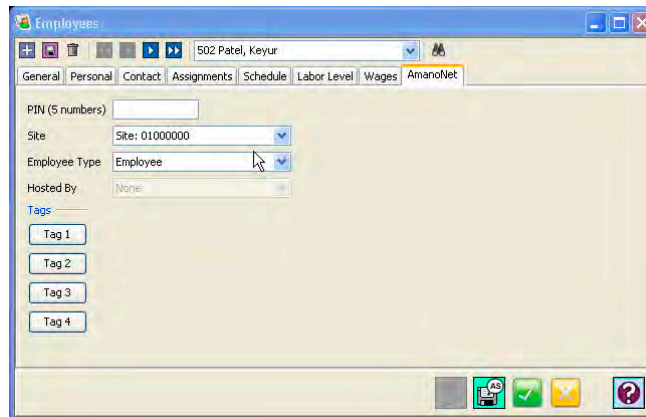 Employees
502 Patel, Keyur
General Personal Contact Assignments Schedule Labor Level Wages AmanoNet
PIN (5 numbers)
Site Site: 01000000
Employee Type Employee
Hosted By None
Tags
Tag 1
Tag 2
Tag 3
Tag 4
AS
?